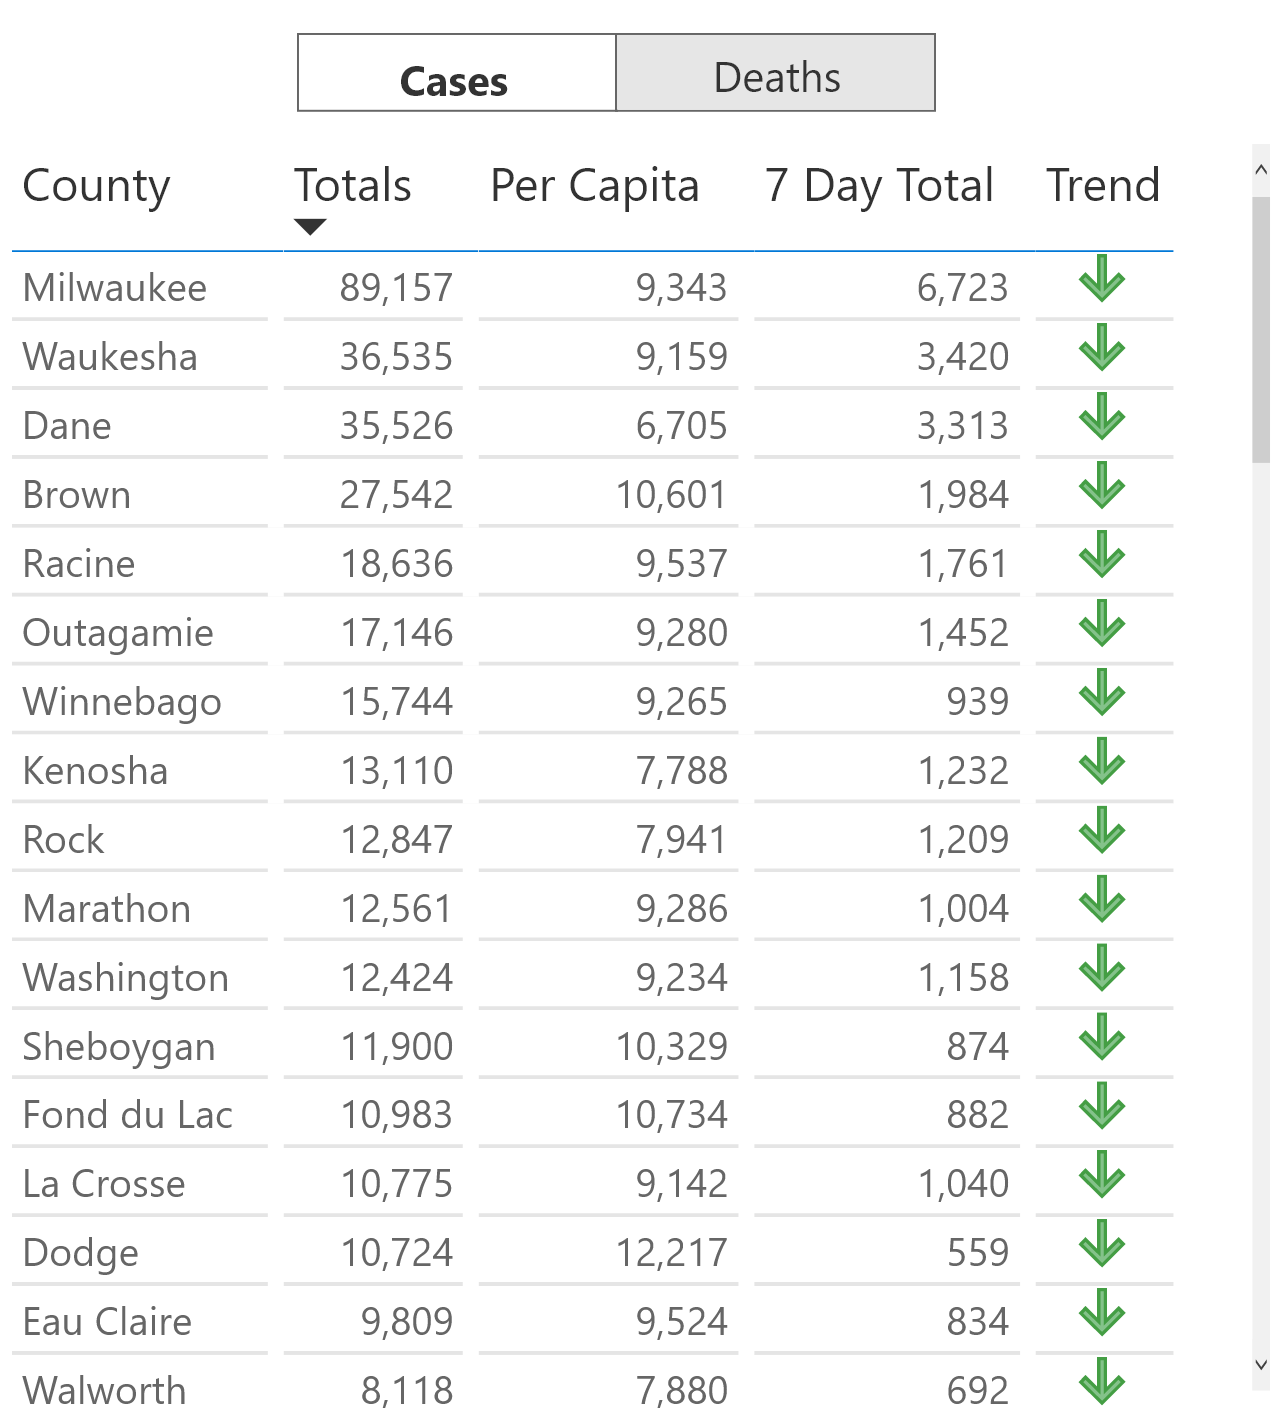 Cases Deaths
County Totals Per Capita 7 Day Total Trend
Milwaukee 89,157 9,343 6,723
Waukesha 36,535 9,159 3,420
Dane 35,526 6,705 3,313
Brown 27,542 10,601 1,984
Racine 18,636 9,537 1,761
Outagamie 17,146 9,280 1,452
Winnebago 15,744 9,265 939
Kenosha 13,110 7,788 1,232
Rock 12,847 7,941 1,209
Marathon 12,561 9,286 1,004
Washington 12,424 9,234 1,158
Sheboygan 11,900 10,329 874
Fond du Lac 10,983 10,734 882
La Crosse 10,775 9,142 1,040
Dodge 10,724 12,217 559
Eau Claire 9,809 9,524 834
Walworth 8,118 7,880 692